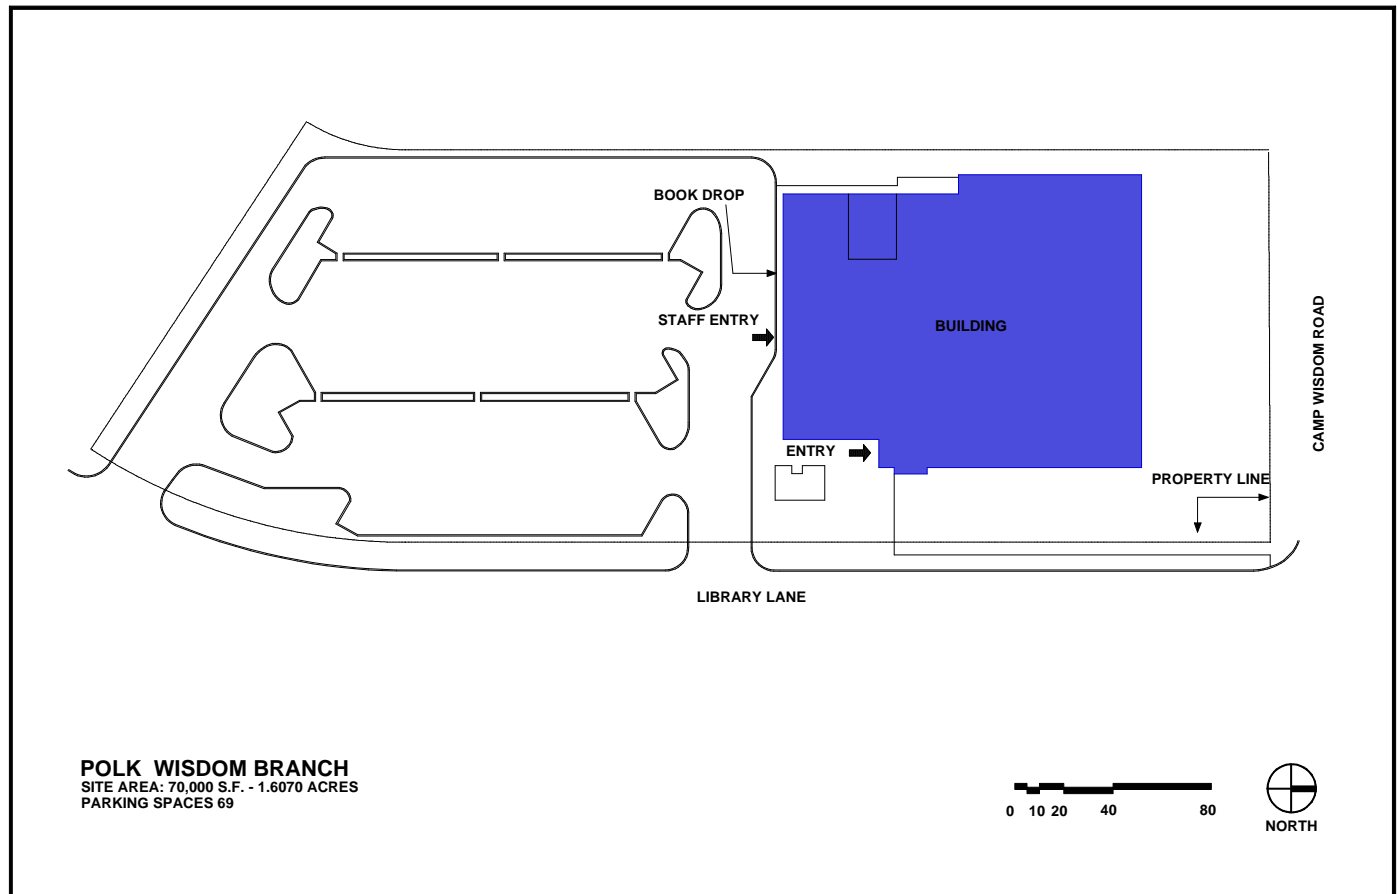 BOOK DROP
STAFF ENTRY
BUILDING
CAMP WISDOM ROAD
ENTRY
PROPERTY LINE
LIBRARY LANE
POLK  WISDOM BRANCH
SITE AREA: 70,000 S.F. - 1.6070 ACRES
PARKING SPACES 69
0 10 20 40 80
NORTH